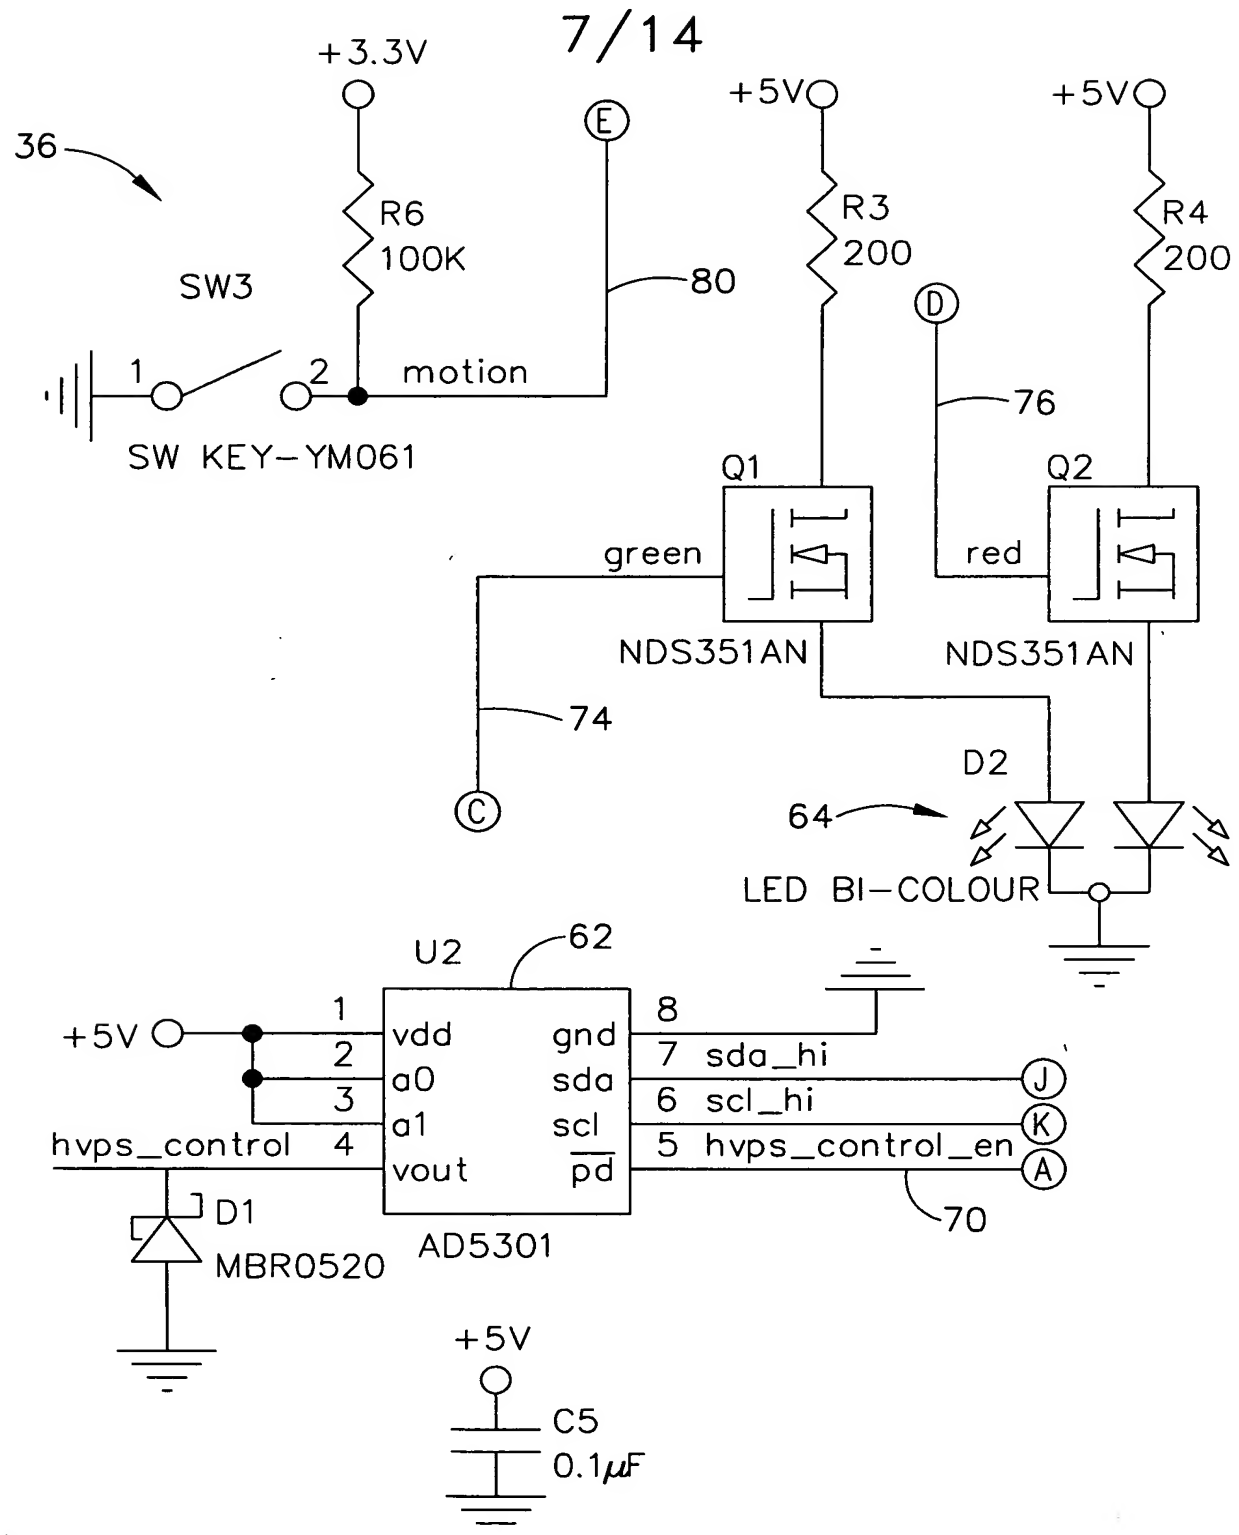 7/14
+3.3V
+5V
+5V
E
36
R6
100K
R3
200
R4
200
SW3
80
D
1
2
motion
76
SW KEY-YM061
Q1
Q2
green
red
NDS351AN
NDS351AN
74
D2
C
64
LED BI-COLOUR
62
U2
+5V
1
vdd
gnd
8
2
a0
sda
7
sda_hi
J
3
a1
scl
6
scl_hi
K
hvps_control
4
vout
pd
5
hvps_control_en
A
D1
MBR0520
70
AD5301
+5V
C5
0.1µF